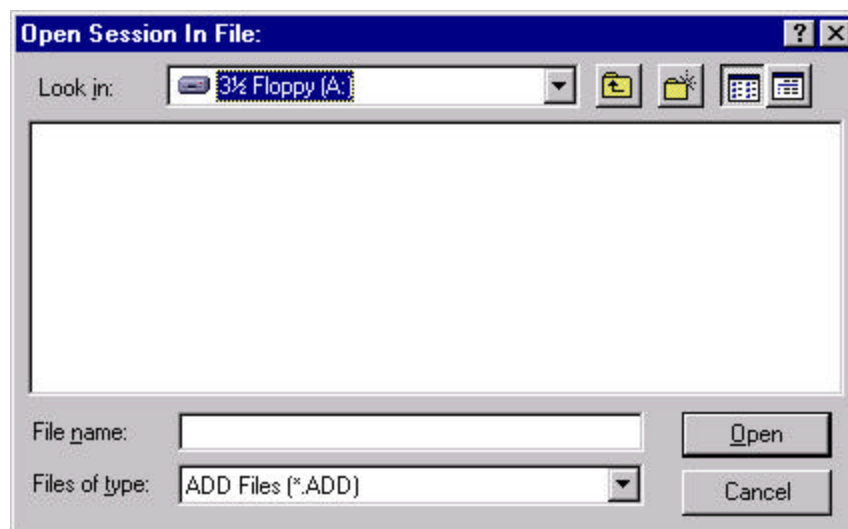 Open Session In File:
Look in: 3½ Floppy (A:)
File name: Open
Files of type: ADD Files (*.ADD) Cancel